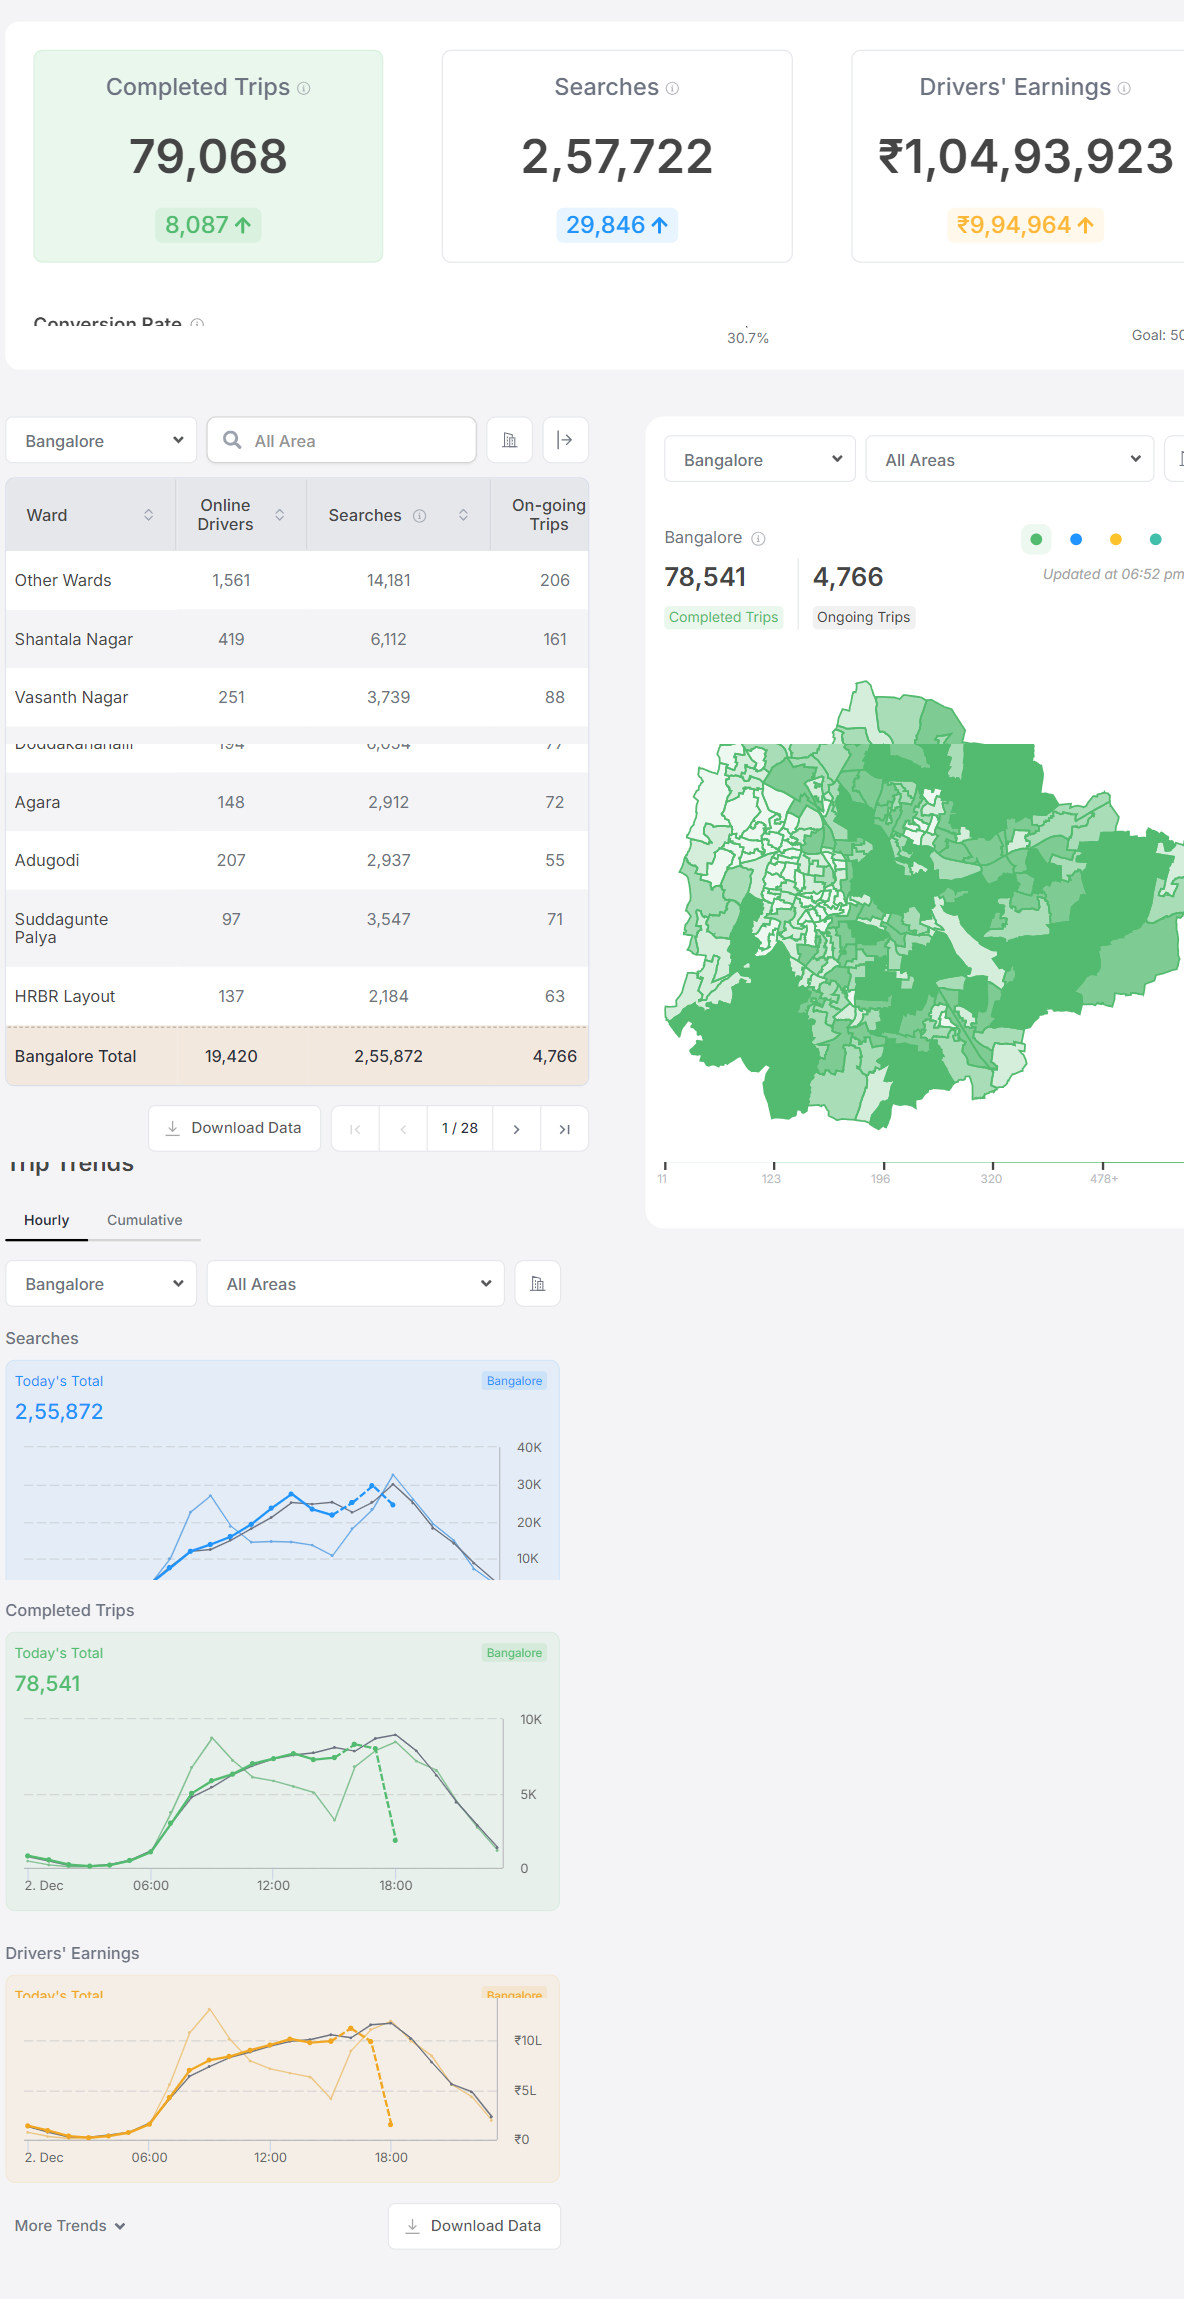 Completed Trips
79,068
8,087
Searches
2,57,722
29,846
Drivers' Earnings
₹1,04,93,923
₹9,94,964
Conversion Rate
30.7%
Goal: 50
Bangalore
All Area
Ward
Online Drivers
Searches
On-going Trips
Other Wards 1,561 14,181 206
Shantala Nagar 419 6,112 161
Vasanth Nagar 251 3,739 88
Agara 148 2,912 72
Adugodi 207 2,937 55
Suddagunte Palya 97 3,547 71
HRBR Layout 137 2,184 63
Bangalore Total 19,420 2,55,872 4,766
Download Data
1 / 28
Bangalore
All Areas
Bangalore
78,541
Completed Trips
4,766
Ongoing Trips
Updated at 06:52 pm
11 123 196 320 478+
Trip Trends
Hourly
Cumulative
Bangalore
All Areas
Searches
Today's Total
Bangalore
2,55,872
40K
30K
20K
10K
Completed Trips
Today's Total
Bangalore
78,541
10K
5K
0
2. Dec 06:00 12:00 18:00
Drivers' Earnings
Today's Total
Bangalore
₹10L
₹5L
₹0
2. Dec 06:00 12:00 18:00
More Trends
Download Data